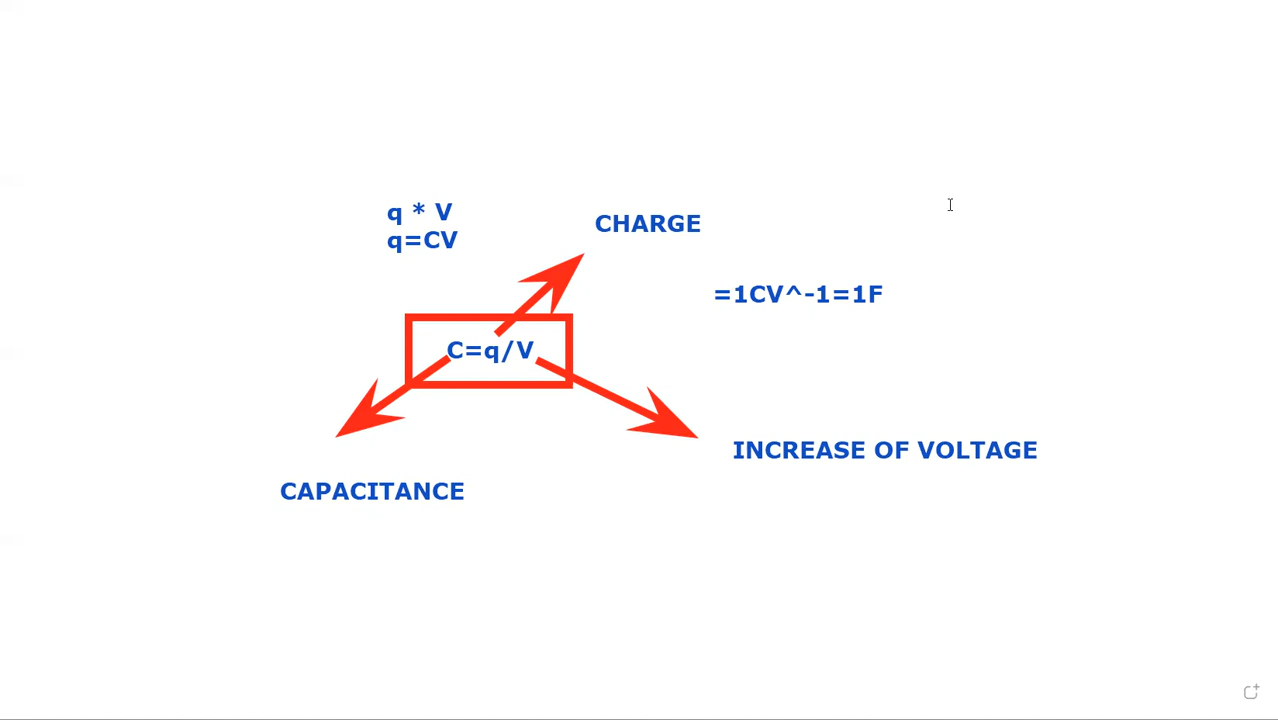 q * V
q=CV
CHARGE
=1CV^-1=1F
C=q/V
INCREASE OF VOLTAGE
CAPACITANCE